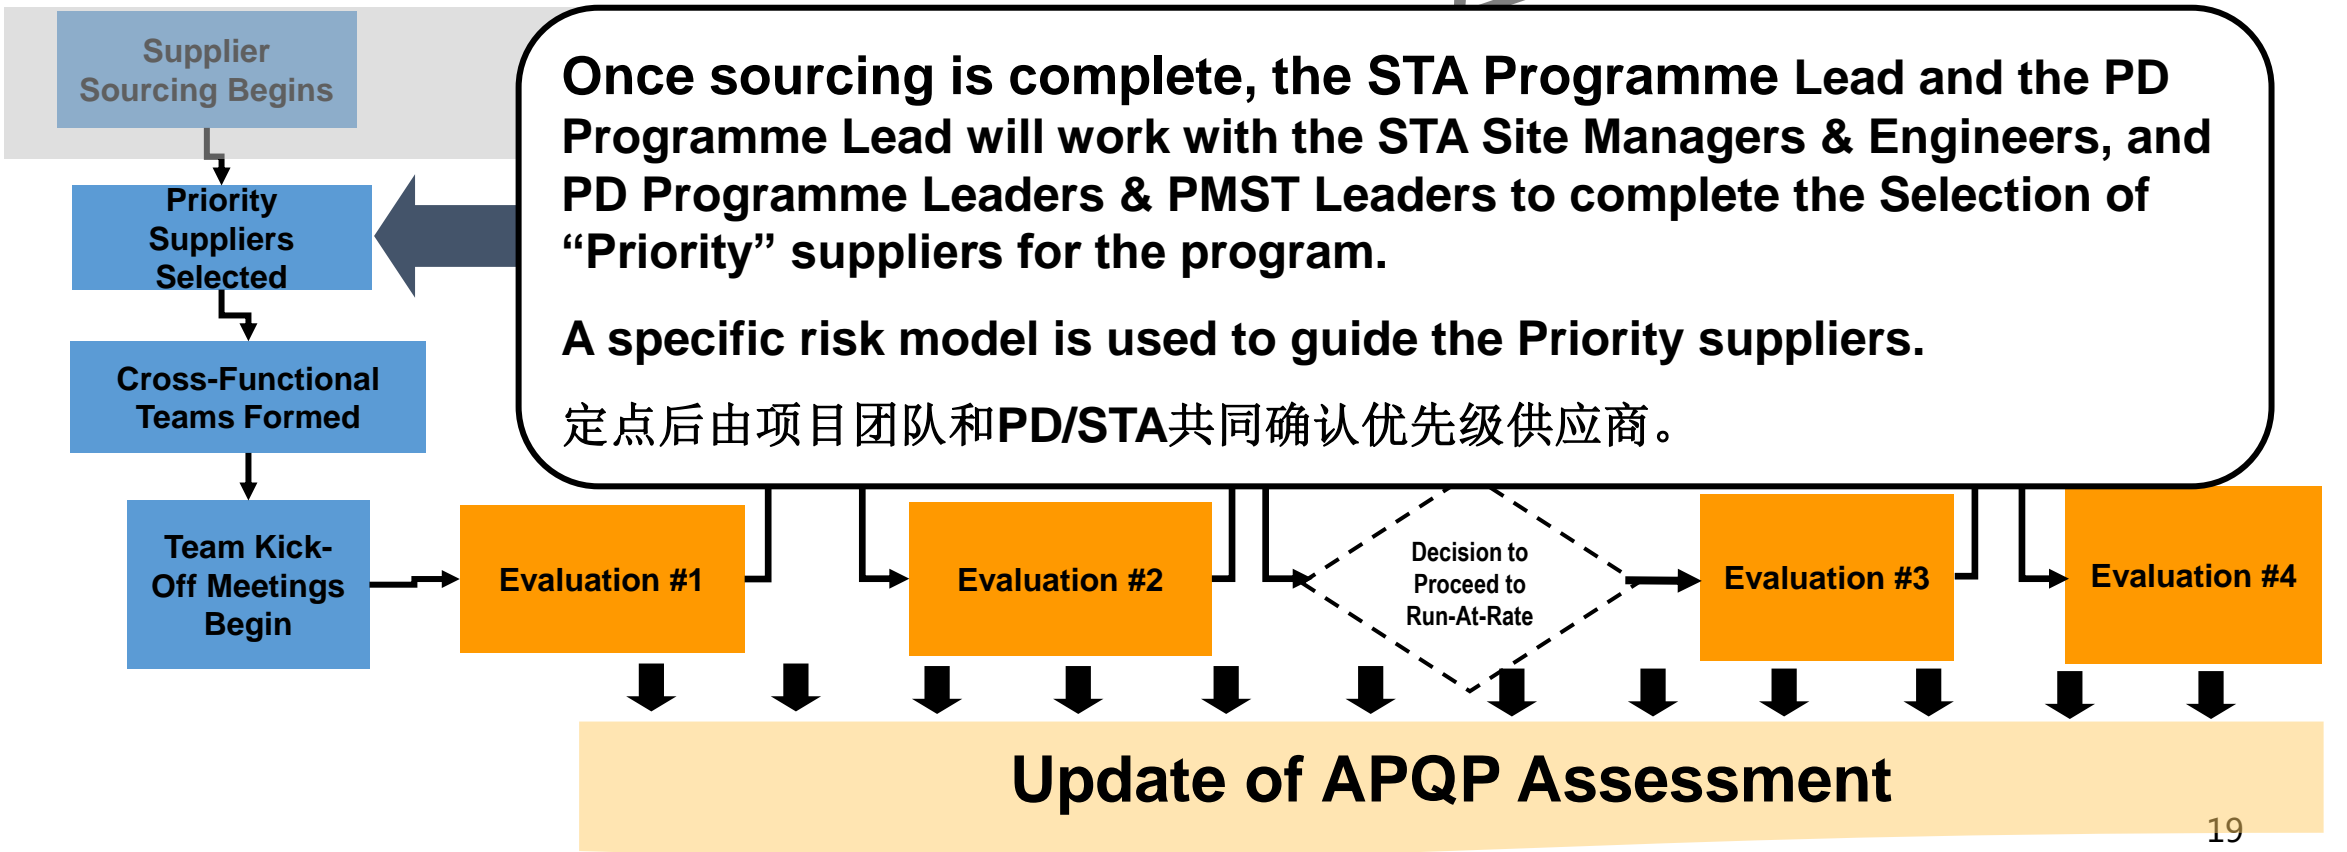 Supplier
Sourcing Begins
Once sourcing is complete, the STA Programme Lead and the PD
Programme Lead will work with the STA Site Managers & Engineers, and
PD Programme Leaders & PMST Leaders to complete the Selection of
“Priority” suppliers for the program.
A specific risk model is used to guide the Priority suppliers.
定点后由项目团队和PD/STA共同确认优先级供应商。
Priority
Suppliers
Selected
Cross-Functional
Teams Formed
Team Kick-
Off Meetings
Begin
Evaluation #1
Evaluation #2
Decision to
Proceed to
Run-At-Rate
Evaluation #3
Evaluation #4
Update of APQP Assessment
19